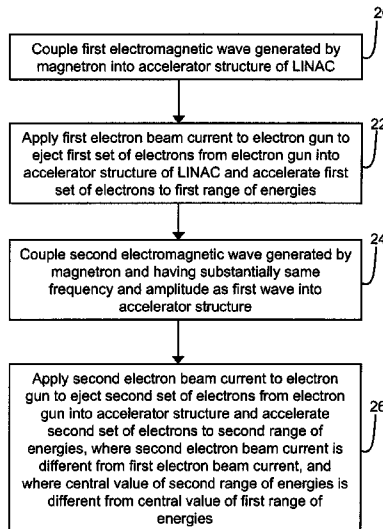 20
Couple first electromagnetic wave generated by
magnetron into accelerator structure of LINAC
22
Apply first electron beam current to electron gun to
eject first set of electrons from electron gun into
accelerator structure of LINAC and accelerate first
set of electrons to first range of energies
24
Couple second electromagnetic wave generated by
magnetron and having substantially same
frequency and amplitude as first wave into
accelerator structure
26
Apply second electron beam current to electron
gun to eject second set of electrons from electron
gun into accelerator structure and accelerate
second set of electrons to second range of
energies, where second electron beam current is
different from first electron beam current, and
where central value of second range of energies is
different from central value of first range of
energies